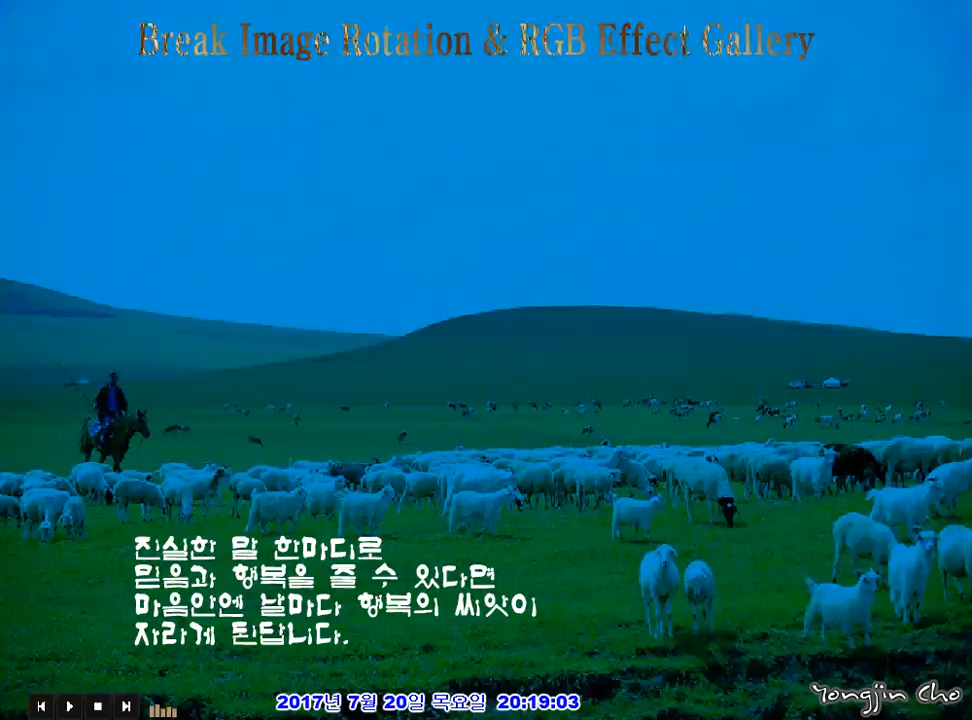 Break Image Rotation & RGB Effect Gallery
진실한 말 한마디로
믿음과 행복을 줄 수 있다면
마음안엔 날마다 행복의 씨앗이
자라게 된답니다.
2017년 7월 20일 목요일 20:19:03
Yongjin Cho